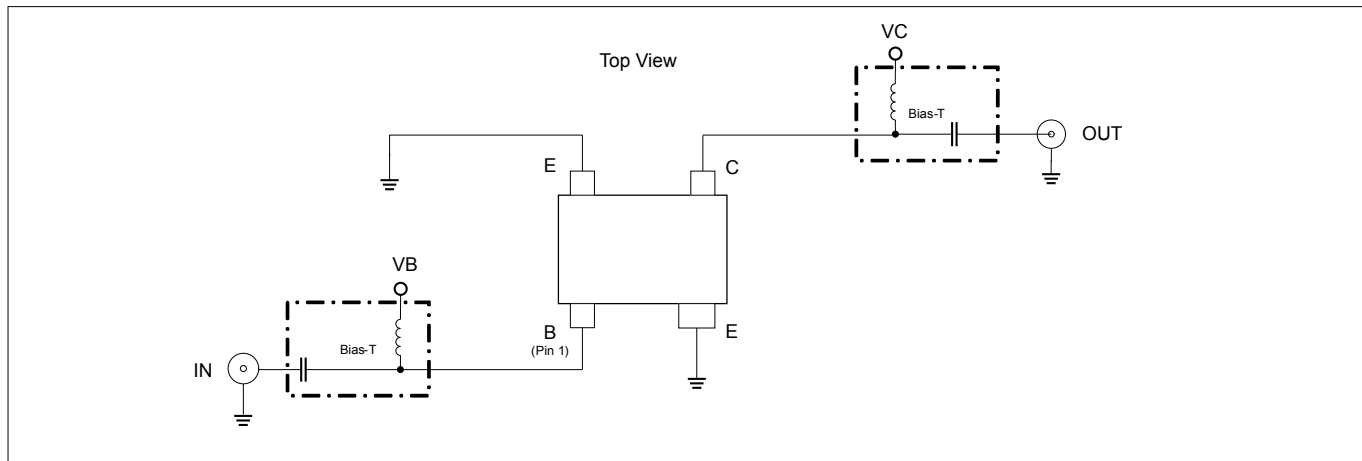 VC
Top View
Bias-T
OUT
E
C
VB
B
E
(Pin 1)
Bias-T
IN